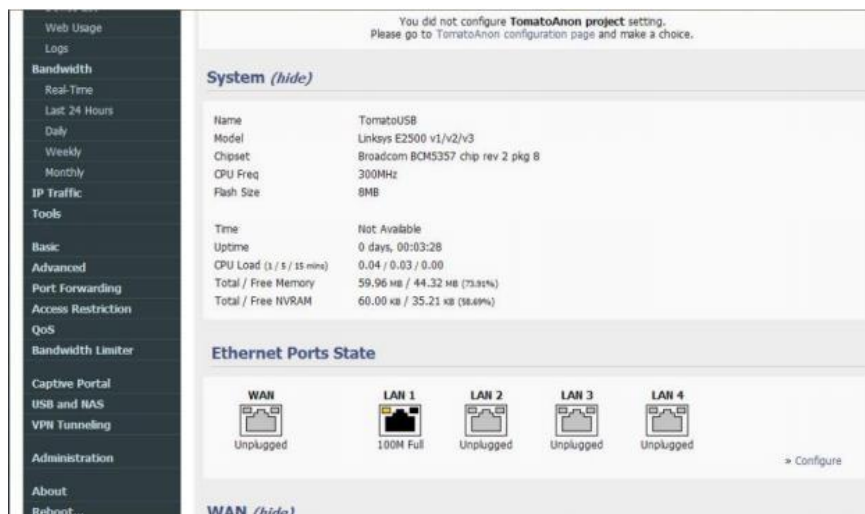 Web Usage
Logs
Bandwidth
Real-Time
Last 24 Hours
Daily
Weekly
Monthly
IP Traffic
Tools
Basic
Advanced
Port Forwarding
Access Restriction
QoS
Bandwidth Limiter
Captive Portal
USB and NAS
VPN Tunneling
Administration
About
Reboot...
You did not configure TomatoAnon project setting.
Please go to TomatoAnon configuration page and make a choice.
System (hide)
Name TomatoUSB
Model Linksys E2500 v1/v2/v3
Chipset Broadcom BCM5357 chip rev 2 pkg 8
CPU Freq 300MHz
Flash Size 8MB
Time Not Available
Uptime 0 days, 00:03:28
CPU Load (1 / 5 / 15 mins) 0.04 / 0.03 / 0.00
Total / Free Memory 59.96 MB / 44.32 MB (73.91%)
Total / Free NVRAM 60.00 KB / 35.21 KB (58.69%)
Ethernet Ports State
WAN LAN 1 LAN 2 LAN 3 LAN 4
Unplugged 100M Full Unplugged Unplugged Unplugged
» Configure
WAN (hide)